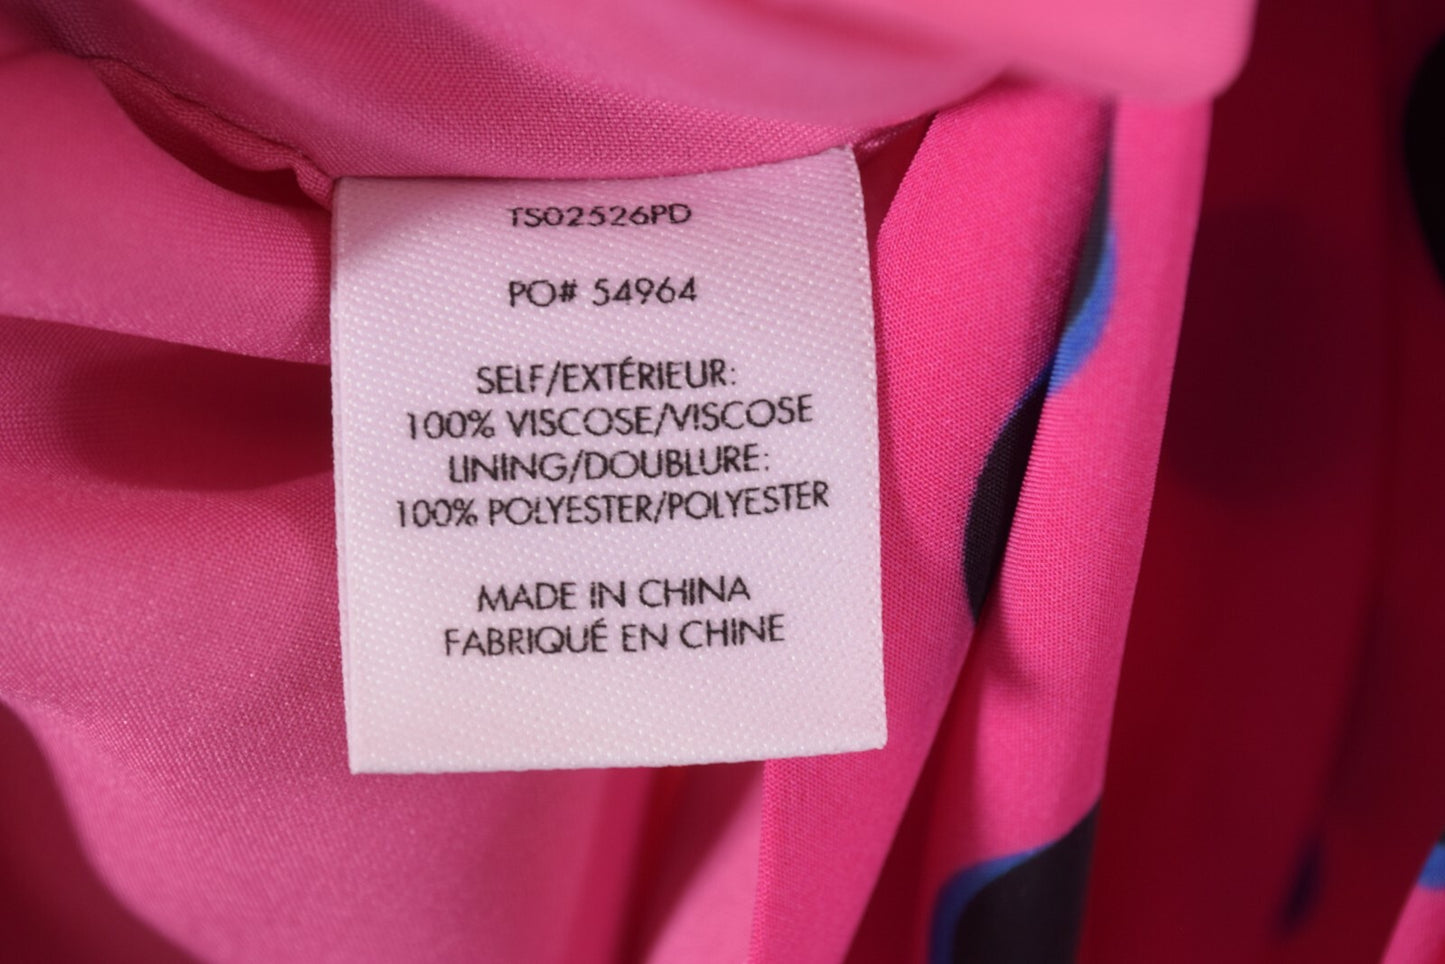 TS02526PD
PO# 54964
SELF/EXTÉRIEUR:
100% VISCOSE/VISCOSE
LINING/DOUBLURE:
100% POLYESTER/POLYESTER
MADE IN CHINA
FABRIQUÉ EN CHINE